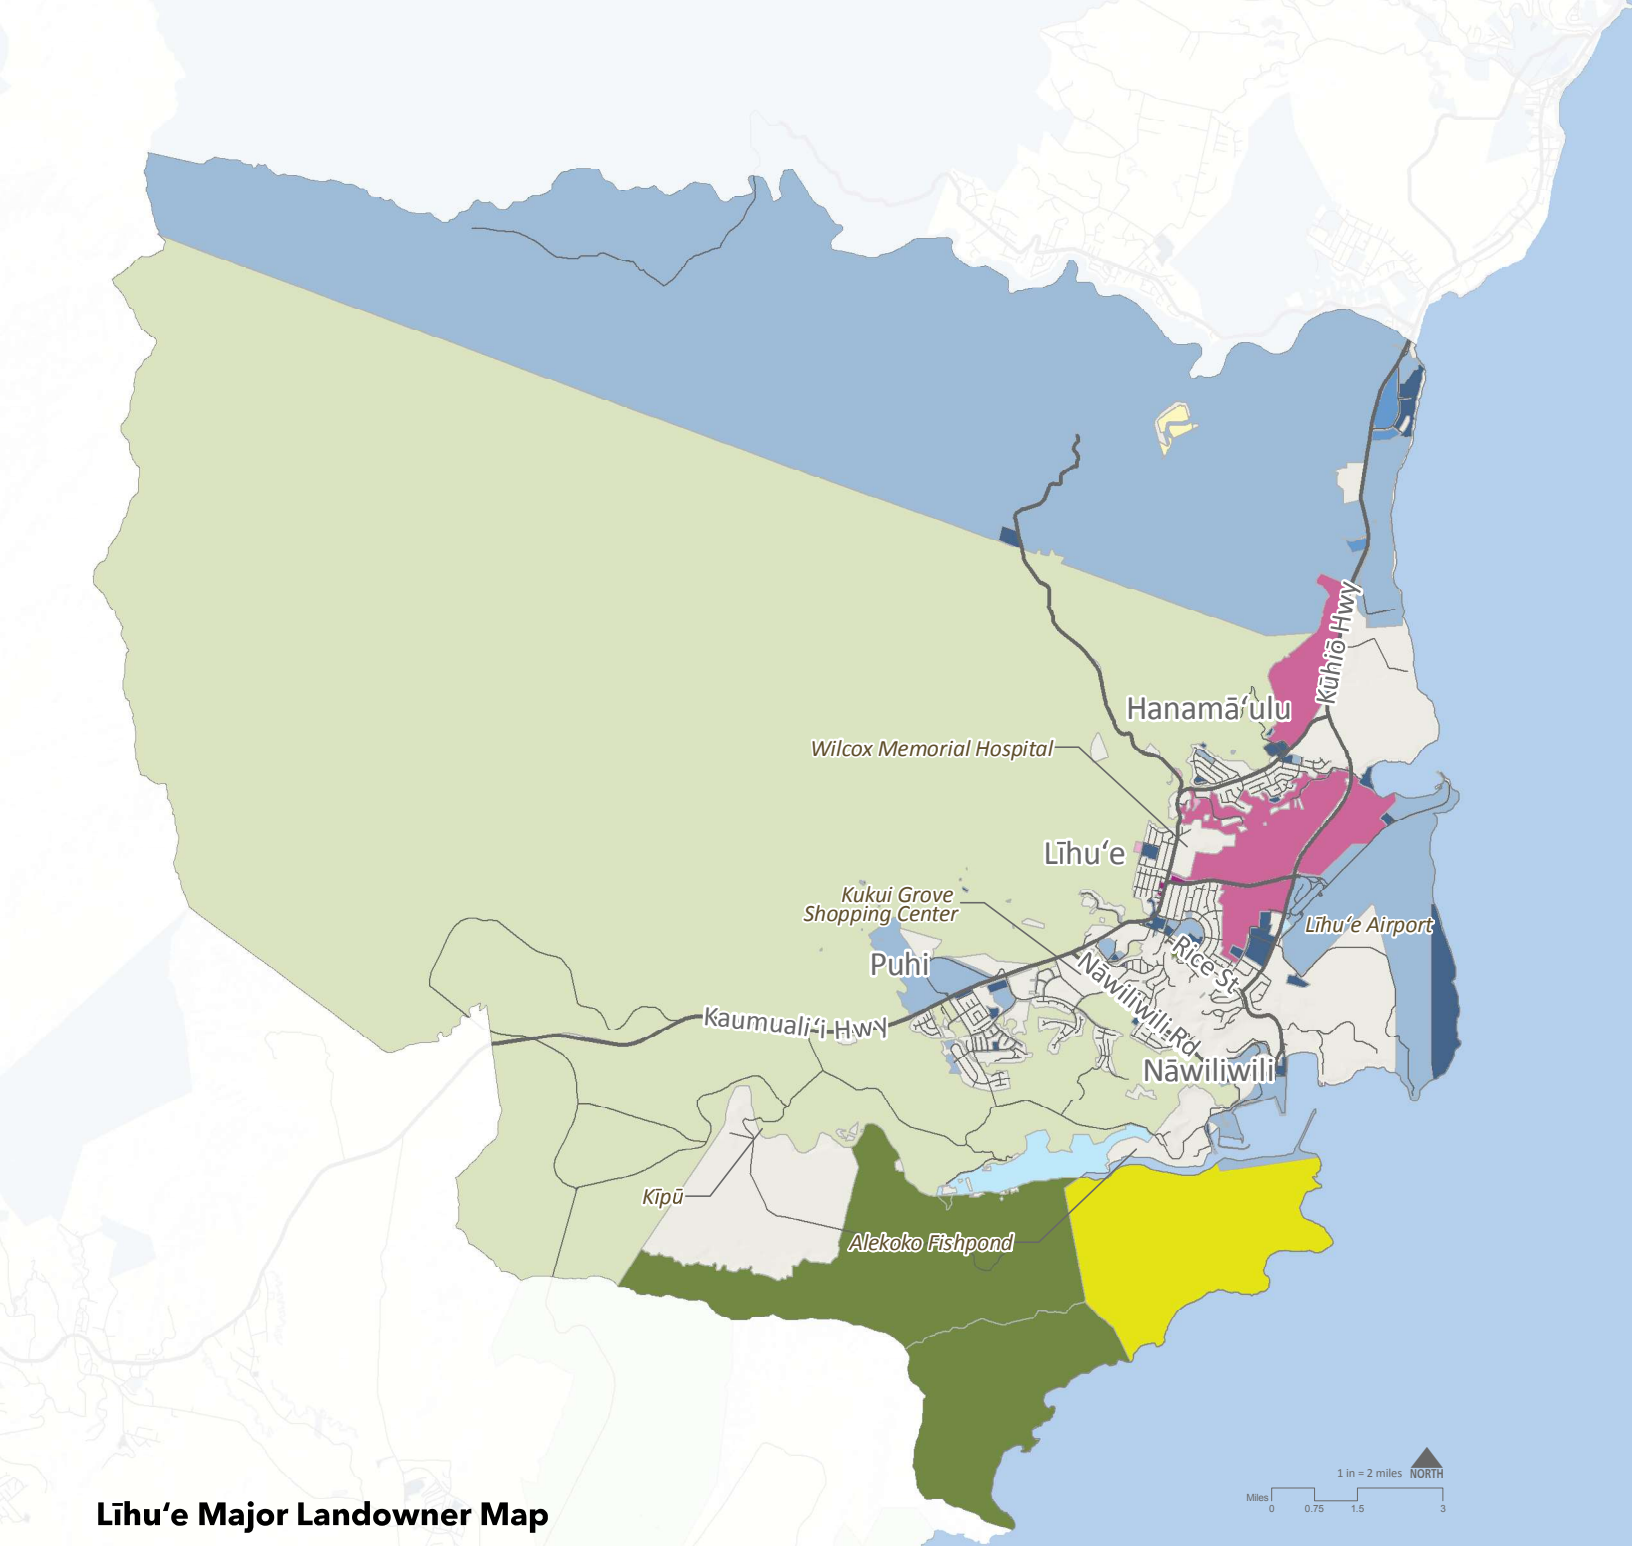 Kūhiō Hwy
Hanamāʻulu
Wilcox Memorial Hospital
Līhuʻe
Kukui Grove
Shopping Center
Līhuʻe Airport
Puhi
Rice St
Nāwiliwili Rd
Kaumualiʻi Hwy
Nāwiliwili
Kīpū
Alekoko Fishpond
1 in = 2 miles NORTH
Miles
0 0.75 1.5 3
Līhuʻe Major Landowner Map